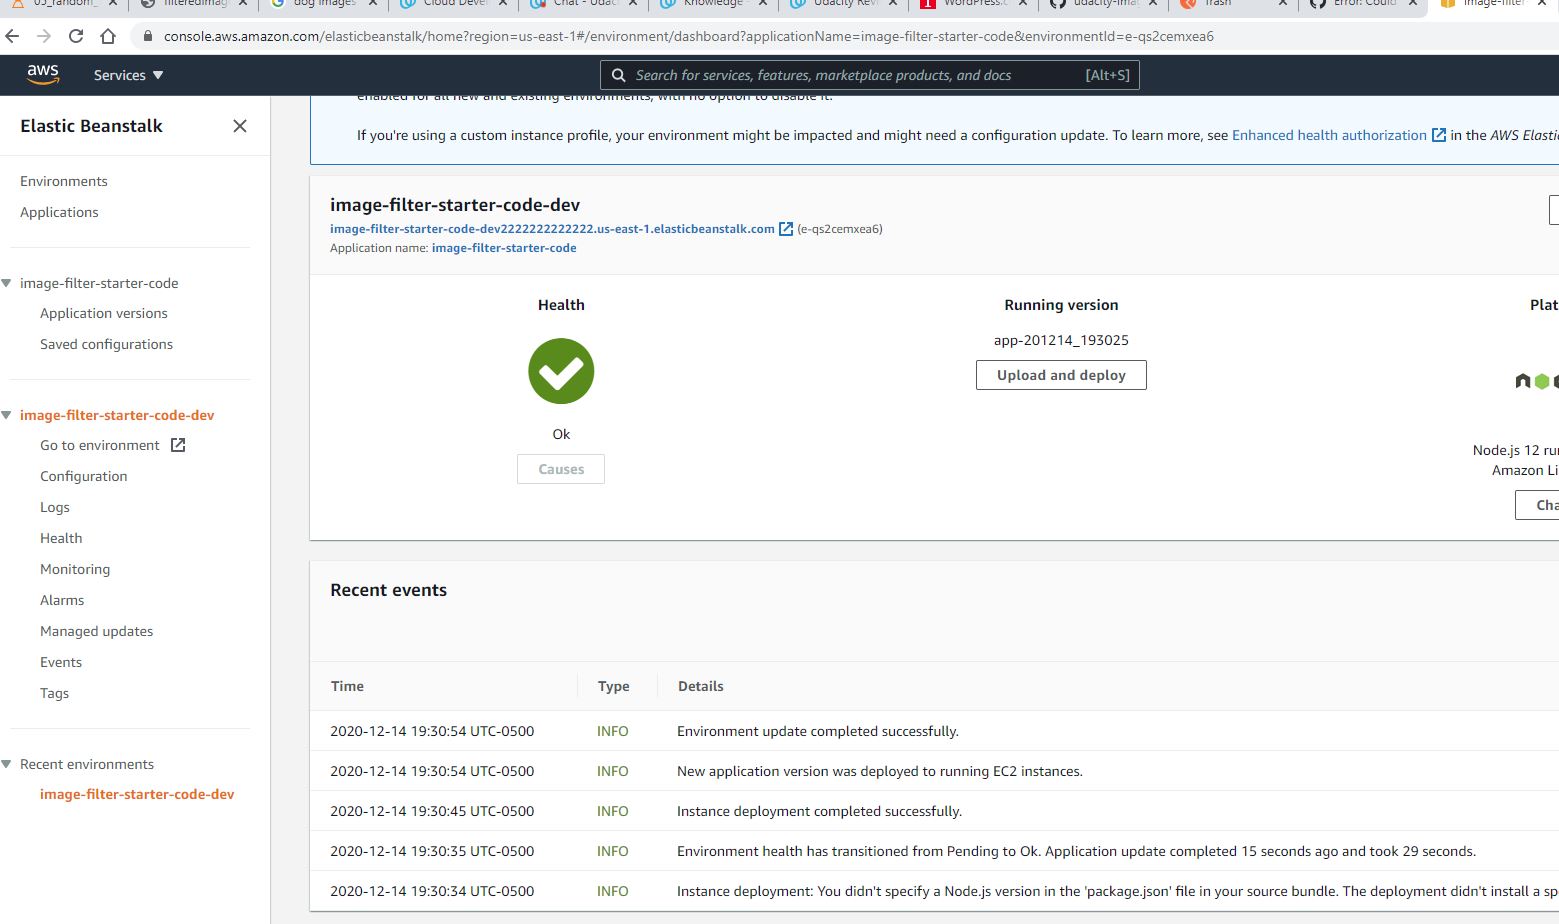 05_random_
filteredimag
dog images
Cloud Devel
Chat - Udac
Knowledge -
Udacity Revi
WordPress.c
udacity-imag
Trash
Error: Could
image-filter-
console.aws.amazon.com/elasticbeanstalk/home?region=us-east-1#/environment/dashboard?applicationName=image-filter-starter-code&environmentId=e-qs2cemxea6
aws
Services ▼
Search for services, features, marketplace products, and docs [Alt+S]
Elastic Beanstalk
Environments
Applications
image-filter-starter-code
Application versions
Saved configurations
image-filter-starter-code-dev
Go to environment
Configuration
Logs
Health
Monitoring
Alarms
Managed updates
Events
Tags
Recent environments
image-filter-starter-code-dev
enabled for all new and existing environments, with no option to disable it.
If you're using a custom instance profile, your environment might be impacted and might need a configuration update. To learn more, see Enhanced health authorization in the AWS Elasti
image-filter-starter-code-dev
image-filter-starter-code-dev2222222222222.us-east-1.elasticbeanstalk.com (e-qs2cemxea6)
Application name: image-filter-starter-code
Health
Ok
Causes
Running version
app-201214_193025
Upload and deploy
Plat
Node.js 12 ru
Amazon Li
Cha
Recent events
Time Type Details
2020-12-14 19:30:54 UTC-0500 INFO Environment update completed successfully.
2020-12-14 19:30:54 UTC-0500 INFO New application version was deployed to running EC2 instances.
2020-12-14 19:30:45 UTC-0500 INFO Instance deployment completed successfully.
2020-12-14 19:30:35 UTC-0500 INFO Environment health has transitioned from Pending to Ok. Application update completed 15 seconds ago and took 29 seconds.
2020-12-14 19:30:34 UTC-0500 INFO Instance deployment: You didn't specify a Node.js version in the 'package.json' file in your source bundle. The deployment didn't install a sp